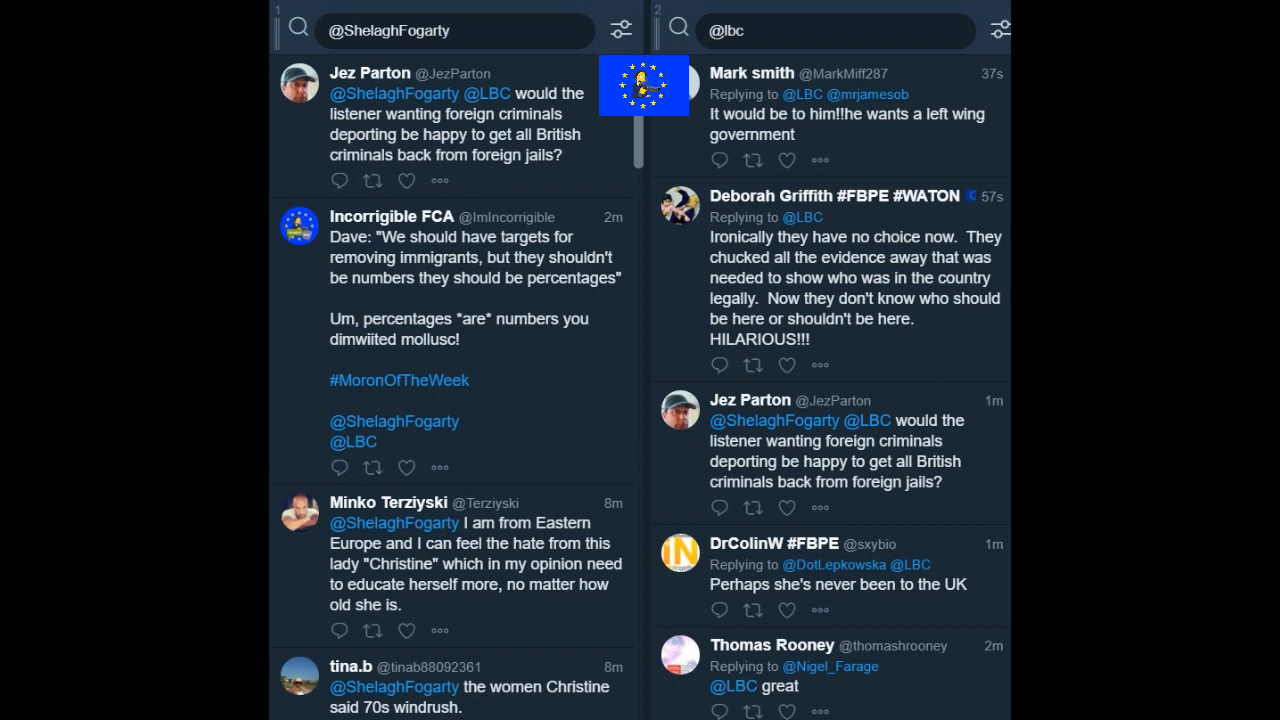 1
@ShelaghFogarty
Jez Parton @JezParton
@ShelaghFogarty @LBC would the
listener wanting foreign criminals
deporting be happy to get all British
criminals back from foreign jails?
Incorrigible FCA @ImIncorrigible 2m
Dave: "We should have targets for
removing immigrants, but they shouldn't
be numbers they should be percentages"
Um, percentages *are* numbers you
dimwiited mollusc!
#MoronOfTheWeek
@ShelaghFogarty
@LBC
Minko Terziyski @Terziyski 8m
@ShelaghFogarty I am from Eastern
Europe and I can feel the hate from this
lady "Christine" which in my opinion need
to educate herself more, no matter how
old she is.
tina.b @tinab88092361 8m
@ShelaghFogarty the women Christine
said 70s windrush.
2
@lbc
Mark smith @MarkMiff287 37s
Replying to @LBC @mrjamesob
It would be to him!!he wants a left wing
government
Deborah Griffith #FBPE #WATON 57s
Replying to @LBC
Ironically they have no choice now. They
chucked all the evidence away that was
needed to show who was in the country
legally. Now they don't know who should
be here or shouldn't be here.
HILARIOUS!!!
Jez Parton @JezParton 1m
@ShelaghFogarty @LBC would the
listener wanting foreign criminals
deporting be happy to get all British
criminals back from foreign jails?
DrColinW #FBPE @sxybio 1m
Replying to @DotLepkowska @LBC
Perhaps she's never been to the UK
IN
Thomas Rooney @thomashrooney 2m
Replying to @Nigel_Farage
@LBC great